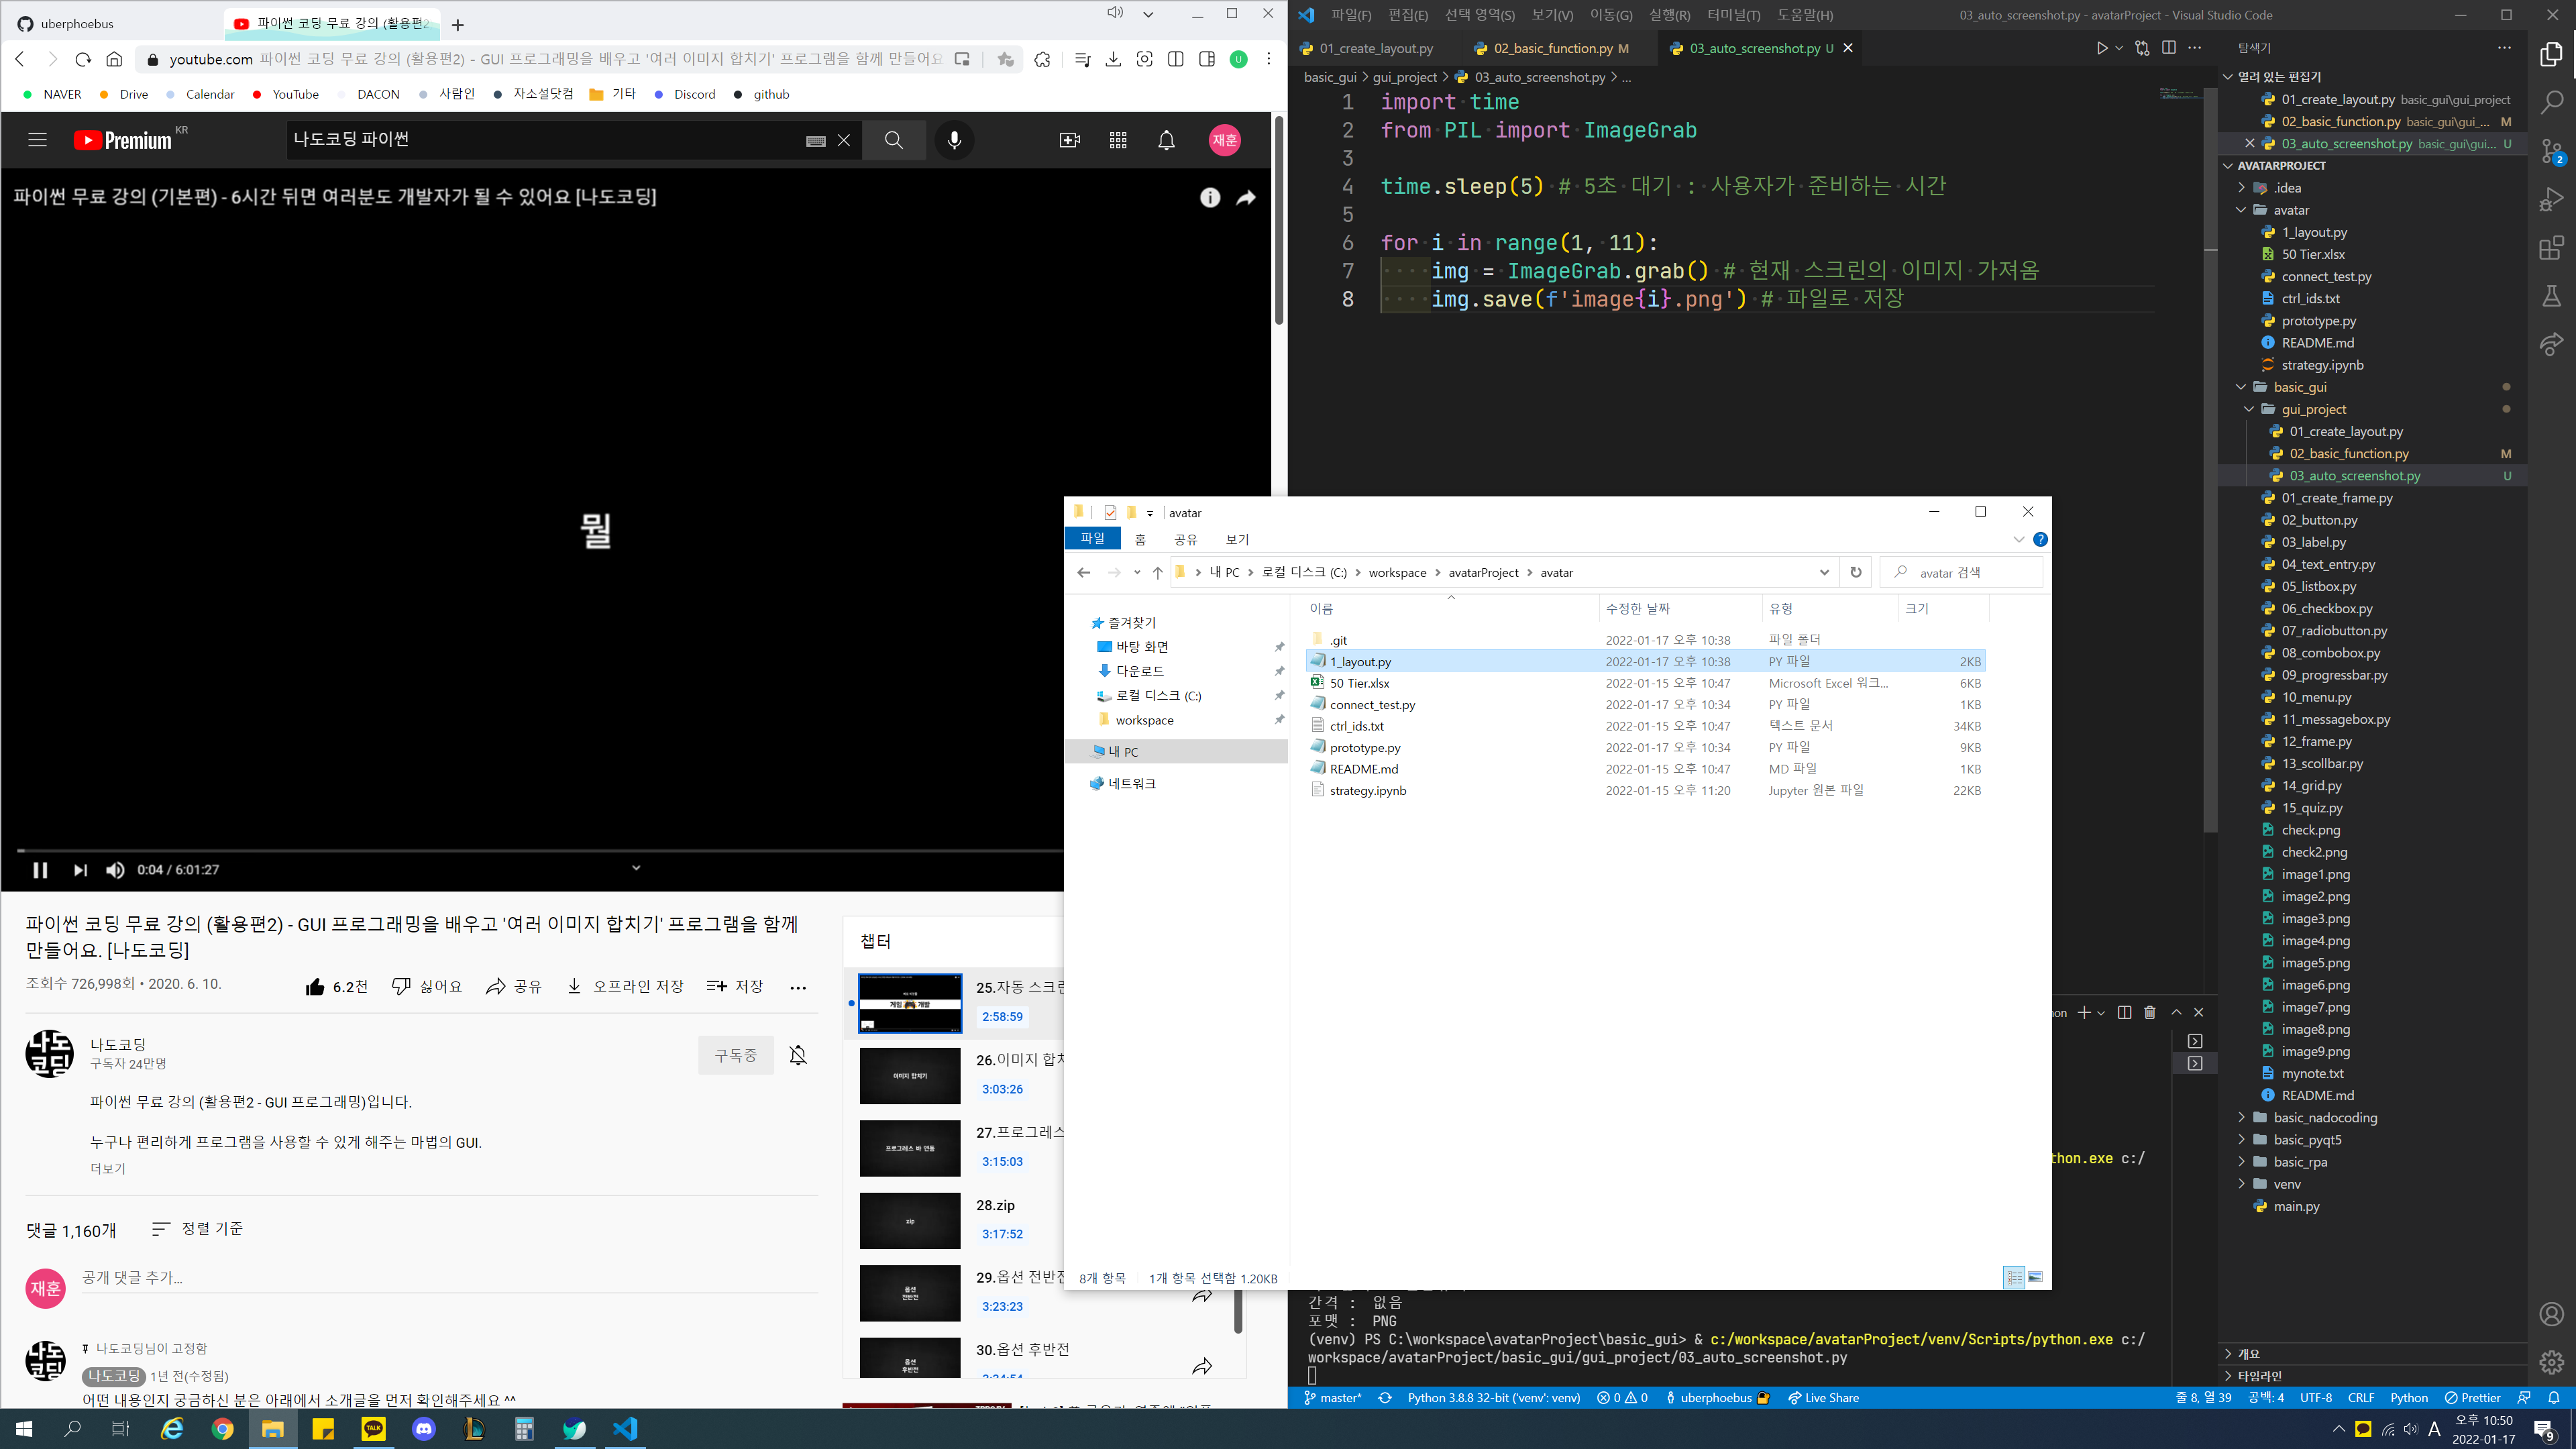 uberphoebus
파이썬 코딩 무료 강의 (활용편2
youtube.com 파이썬 코딩 무료 강의 (활용편2) - GUI 프로그래밍을 배우고 '여러 이미지 합치기' 프로그램을 함께 만들어요
NAVER Drive Calendar YouTube DACON 사람인 자소설닷컴 기타 Discord github
Premium KR
나도코딩 파이썬
재훈
파이썬 무료 강의 (기본편) - 6시간 뒤면 여러분도 개발자가 될 수 있어요 [나도코딩]
뭘
0:04 / 6:01:27
파이썬 코딩 무료 강의 (활용편2) - GUI 프로그래밍을 배우고 '여러 이미지 합치기' 프로그램을 함께
만들어요. [나도코딩]
조회수 726,998회 • 2020. 6. 10.
6.2천 싫어요 공유 오프라인 저장 저장
나도코딩
나도코딩
구독자 24만명
구독중
파이썬 무료 강의 (활용편2 - GUI 프로그래밍)입니다.
누구나 편리하게 프로그램을 사용할 수 있게 해주는 마법의 GUI.
더보기
댓글 1,160개 정렬 기준
재훈 공개 댓글 추가...
나도코딩
나도코딩님이 고정함
나도코딩 1년 전(수정됨)
어떤 내용인지 궁금하신 분은 아래에서 소개글을 먼저 확인해주세요 ^^
챕터
게임 개발
25.자동 스크린
2:58:59
이미지 합치기
26.이미지 합치
3:03:26
프로그레스 바 연동
27.프로그레스
3:15:03
zip
28.zip
3:17:52
옵션
전반전
29.옵션 전반전
3:23:23
옵션
후반전
30.옵션 후반전
파일(F) 편집(E) 선택 영역(S) 보기(V) 이동(G) 실행(R) 터미널(T) 도움말(H)
03_auto_screenshot.py - avatarProject - Visual Studio Code
01_create_layout.py
02_basic_function.py M
03_auto_screenshot.py U
basic_gui > gui_project > 03_auto_screenshot.py > ...
1 import time
2 from PIL import ImageGrab
3
4 time.sleep(5) # 5초 대기 : 사용자가 준비하는 시간
5
6 for i in range(1, 11):
7 img = ImageGrab.grab() # 현재 스크린의 이미지 가져옴
8 img.save(f'image{i}.png') # 파일로 저장
avatar
파일 홈 공유 보기
내 PC > 로컬 디스크 (C:) > workspace > avatarProject > avatar
avatar 검색
즐겨찾기
바탕 화면
다운로드
로컬 디스크 (C:)
workspace
내 PC
네트워크
이름 수정한 날짜 유형 크기
.git 2022-01-17 오후 10:38 파일 폴더
1_layout.py 2022-01-17 오후 10:38 PY 파일 2KB
50 Tier.xlsx 2022-01-15 오후 10:47 Microsoft Excel 워크... 6KB
connect_test.py 2022-01-17 오후 10:34 PY 파일 1KB
ctrl_ids.txt 2022-01-15 오후 10:47 텍스트 문서 34KB
prototype.py 2022-01-17 오후 10:34 PY 파일 9KB
README.md 2022-01-15 오후 10:47 MD 파일 1KB
strategy.ipynb 2022-01-15 오후 11:20 Jupyter 원본 파일 22KB
8개 항목 1개 항목 선택함 1.20KB
thon.exe c:/
간격 : 없음
포맷 : PNG
(venv) PS C:\workspace\avatarProject\basic_gui> & c:/workspace/avatarProject/venv/Scripts/python.exe c:/
workspace/avatarProject/basic_gui/gui_project/03_auto_screenshot.py
탐색기
열려 있는 편집기
01_create_layout.py basic_gui\gui_project
02_basic_function.py basic_gui\gui_... M
03_auto_screenshot.py basic_gui\gui... U
AVATARPROJECT
.idea
avatar
1_layout.py
50 Tier.xlsx
connect_test.py
ctrl_ids.txt
prototype.py
README.md
strategy.ipynb
basic_gui
gui_project
01_create_layout.py
02_basic_function.py M
03_auto_screenshot.py U
01_create_frame.py
02_button.py
03_label.py
04_text_entry.py
05_listbox.py
06_checkbox.py
07_radiobutton.py
08_combobox.py
09_progressbar.py
10_menu.py
11_messagebox.py
12_frame.py
13_scollbar.py
14_grid.py
15_quiz.py
check.png
check2.png
image1.png
image2.png
image3.png
image4.png
image5.png
image6.png
image7.png
image8.png
image9.png
mynote.txt
README.md
basic_nadocoding
basic_pyqt5
basic_rpa
venv
main.py
개요
타임라인
2
master* Python 3.8.8 32-bit ('venv': venv) 0 0 uberphoebus Live Share
줄 8, 열 39 공백: 4 UTF-8 CRLF Python Prettier
TALK
A 오후 10:50
2022-01-17
9